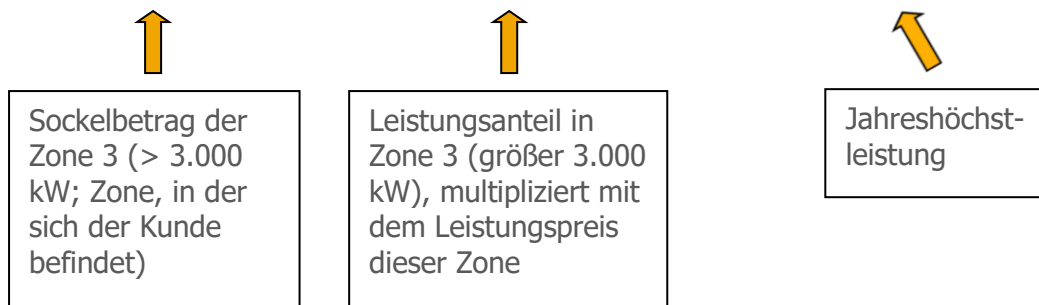 Sockelbetrag der
Zone 3 (> 3.000
kW; Zone, in der
sich der Kunde
befindet)
Leistungsanteil in
Zone 3 (größer 3.000
kW), multipliziert mit
dem Leistungspreis
dieser Zone
Jahreshöchst-
leistung